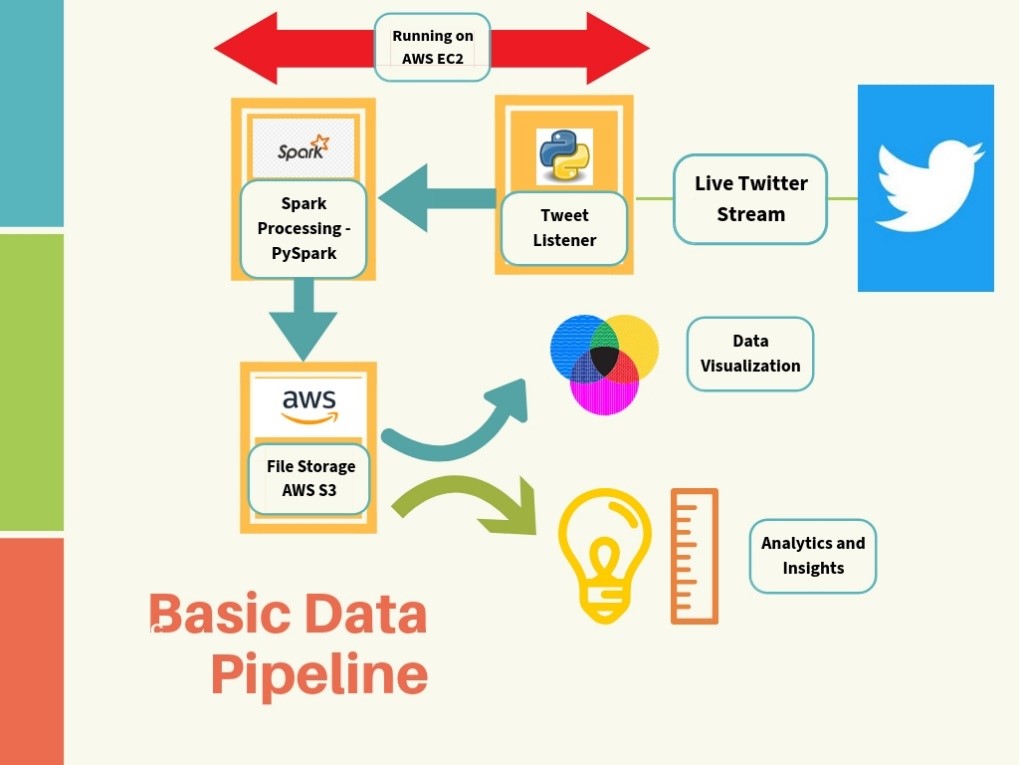 Running on
AWS EC2
Spark
Spark
Processing -
PySpark
Tweet
Listener
Live Twitter
Stream
aws
File Storage
AWS S3
Data
Visualization
Analytics and
Insights
Basic Data
Pipeline